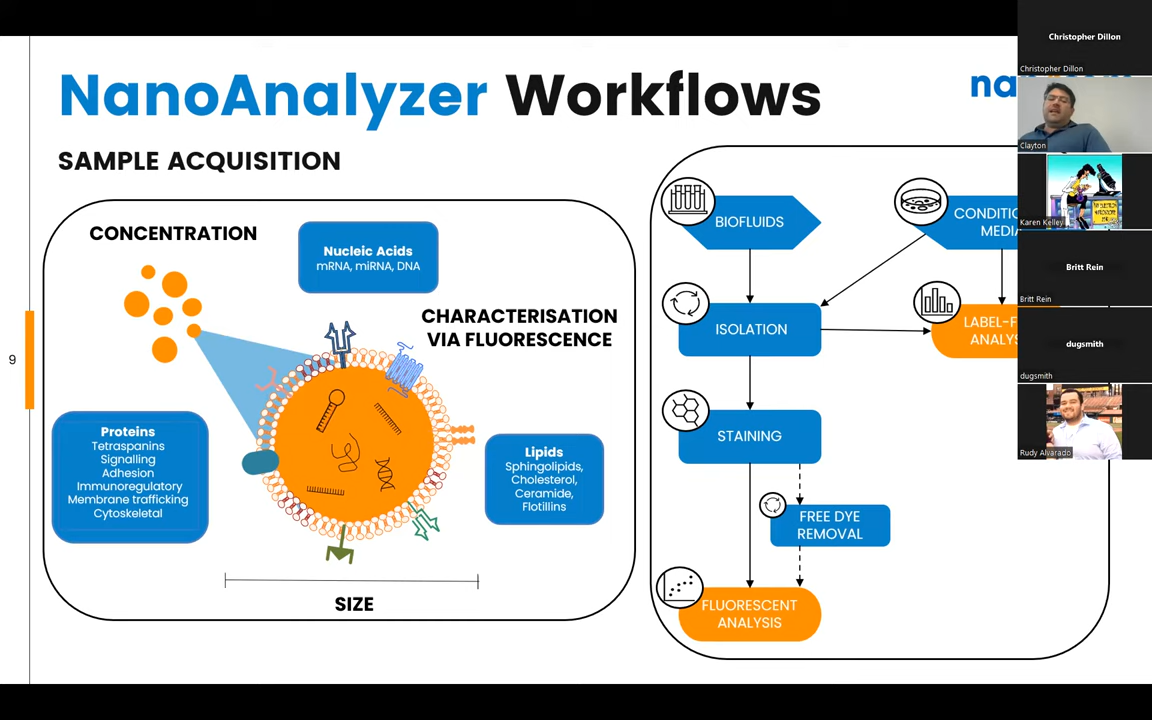 NanoAnalyzer Workflows
SAMPLE ACQUISITION
CONCENTRATION
Nucleic Acids
mRNA, miRNA, DNA
CHARACTERISATION
VIA FLUORESCENCE
Proteins
Tetraspanins
Signalling
Adhesion
Immunoregulatory
Membrane trafficking
Cytoskeletal
Lipids
Sphingolipids,
Cholesterol,
Ceramide,
Flotillins
SIZE
9
BIOFLUIDS
ISOLATION
STAINING
FREE DYE
REMOVAL
FLUORESCENT
ANALYSIS
Christopher Dillon
Christopher Dillon
Clayton
Karen Kelley
Britt Rein
Britt Rein
dugsmith
dugsmith
Rudy Alvarado